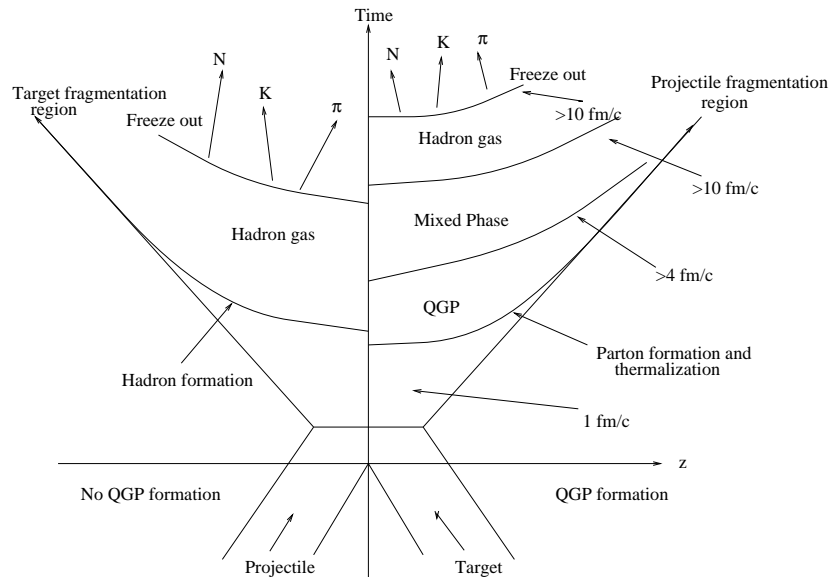 Time
N
K
π
N
K
π
Freeze out
Projectile fragmentation
region
Target fragmentation
region
Freeze out
>10 fm/c
Hadron gas
>10 fm/c
Mixed Phase
Hadron gas
>4 fm/c
QGP
Parton formation and
thermalization
Hadron formation
1 fm/c
z
No QGP formation
QGP formation
Projectile
Target